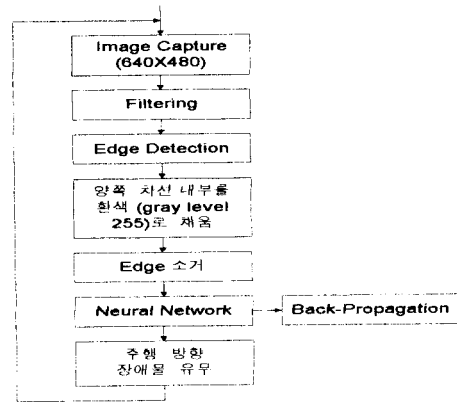 Image Capture
(640X480)
Filtering
Edge Detection
양쪽 차선 내부를
흰색 (gray level
255)로 채움
Edge 소거
Neural Network
Back-Propagation
주행 방향
장애물 유무